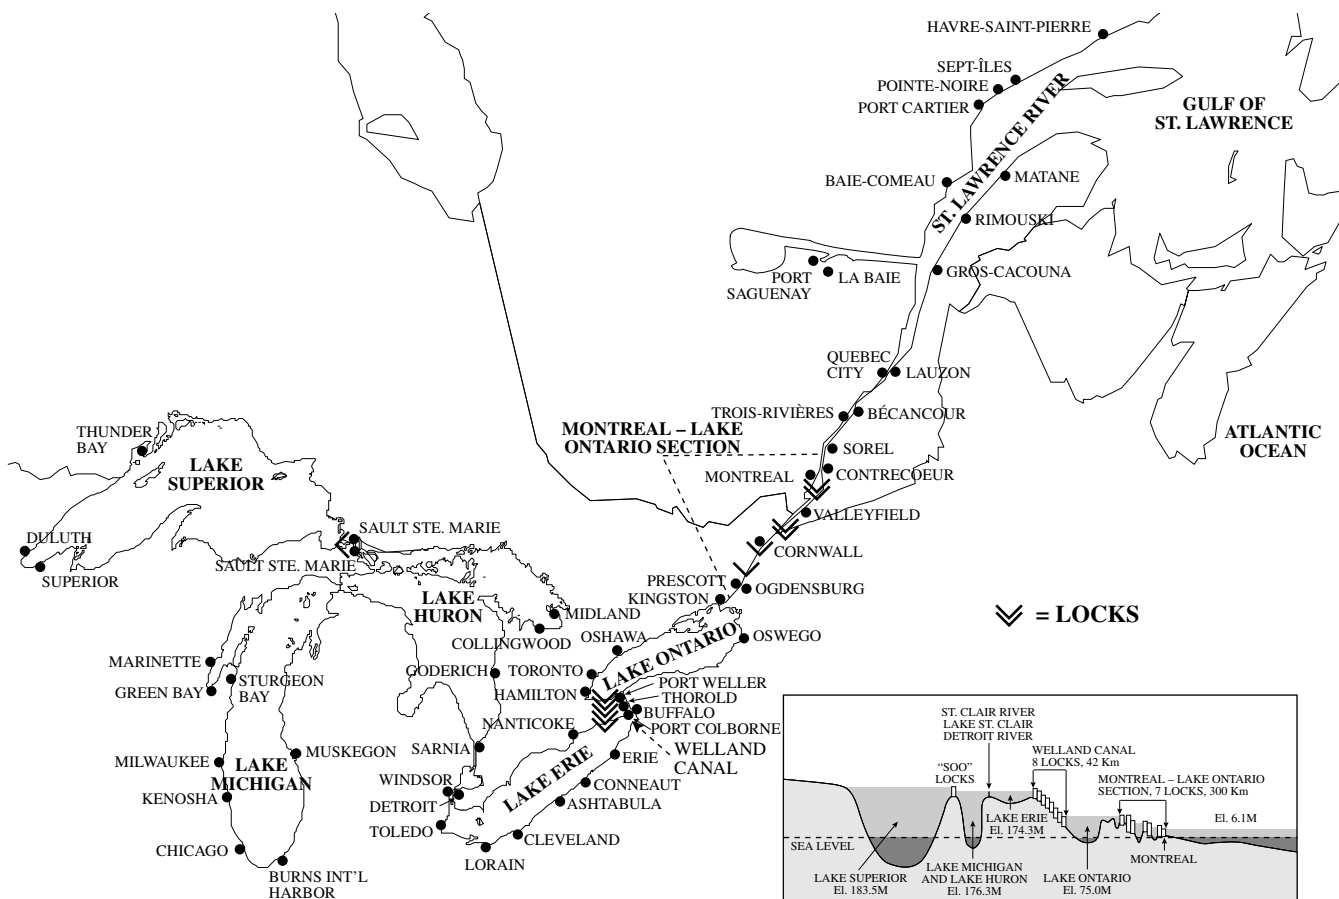 HAVRE-SAINT-PIERRE
SEPT-ÎLES
POINTE-NOIRE
PORT CARTIER
GULF OF
ST. LAWRENCE
ST. LAWRENCE RIVER
BAIE-COMEAU
MATANE
RIMOUSKI
PORT
SAGUENAY
LA BAIE
GROS-CACOUNA
QUEBEC
CITY
LAUZON
TROIS-RIVIÈRES
BÉCANCOUR
MONTREAL – LAKE
ONTARIO SECTION
SOREL
ATLANTIC
OCEAN
MONTREAL
CONTRECOEUR
THUNDER
BAY
LAKE
SUPERIOR
VALLEYFIELD
SAULT STE. MARIE
DULUTH
SUPERIOR
SAULT STE. MARIE
CORNWALL
PRESCOTT
OGDENSBURG
KINGSTON
LAKE
HURON
MIDLAND
COLLINGWOOD
OSHAWA
LAKE ONTARIO
OSWEGO
= LOCKS
MARINETTE
GREEN BAY
STURGEON
BAY
GODERICH
TORONTO
HAMILTON
PORT WELLER
THOROLD
BUFFALO
PORT COLBORNE
NANTICOKE
WELLAND
CANAL
MILWAUKEE
LAKE
MICHIGAN
MUSKEGON
SARNIA
ERIE
LAKE ERIE
WINDSOR
DETROIT
CONNEAUT
KENOSHA
ASHTABULA
TOLEDO
CLEVELAND
LORAIN
CHICAGO
BURNS INT'L
HARBOR
ST. CLAIR RIVER
LAKE ST. CLAIR
DETROIT RIVER
"SOO"
LOCKS
WELLAND CANAL
8 LOCKS, 42 Km
MONTREAL – LAKE ONTARIO
SECTION, 7 LOCKS, 300 Km
LAKE ERIE
El. 174.3M
El. 6.1M
SEA LEVEL
MONTREAL
LAKE SUPERIOR
El. 183.5M
LAKE MICHIGAN
AND LAKE HURON
El. 176.3M
LAKE ONTARIO
El. 75.0M